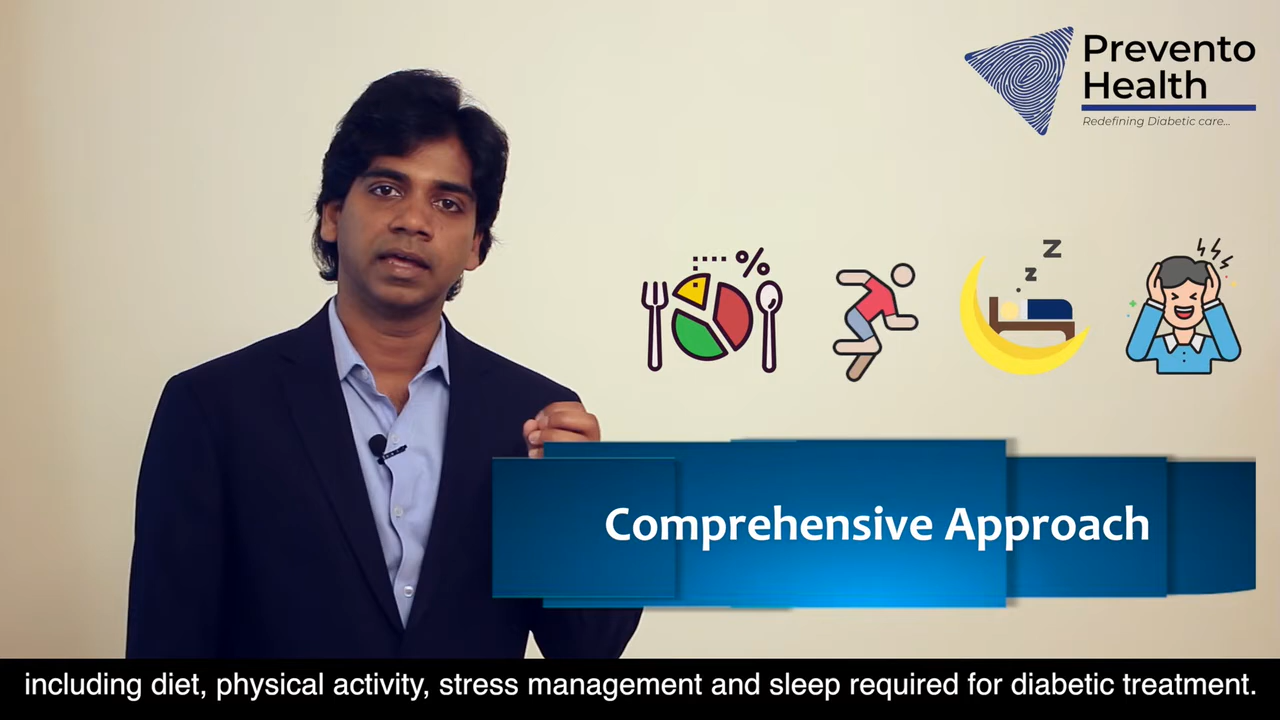 Prevento
Health
Redefining Diabetic care...
%
z
z
Comprehensive Approach
including diet, physical activity, stress management and sleep required for diabetic treatment.